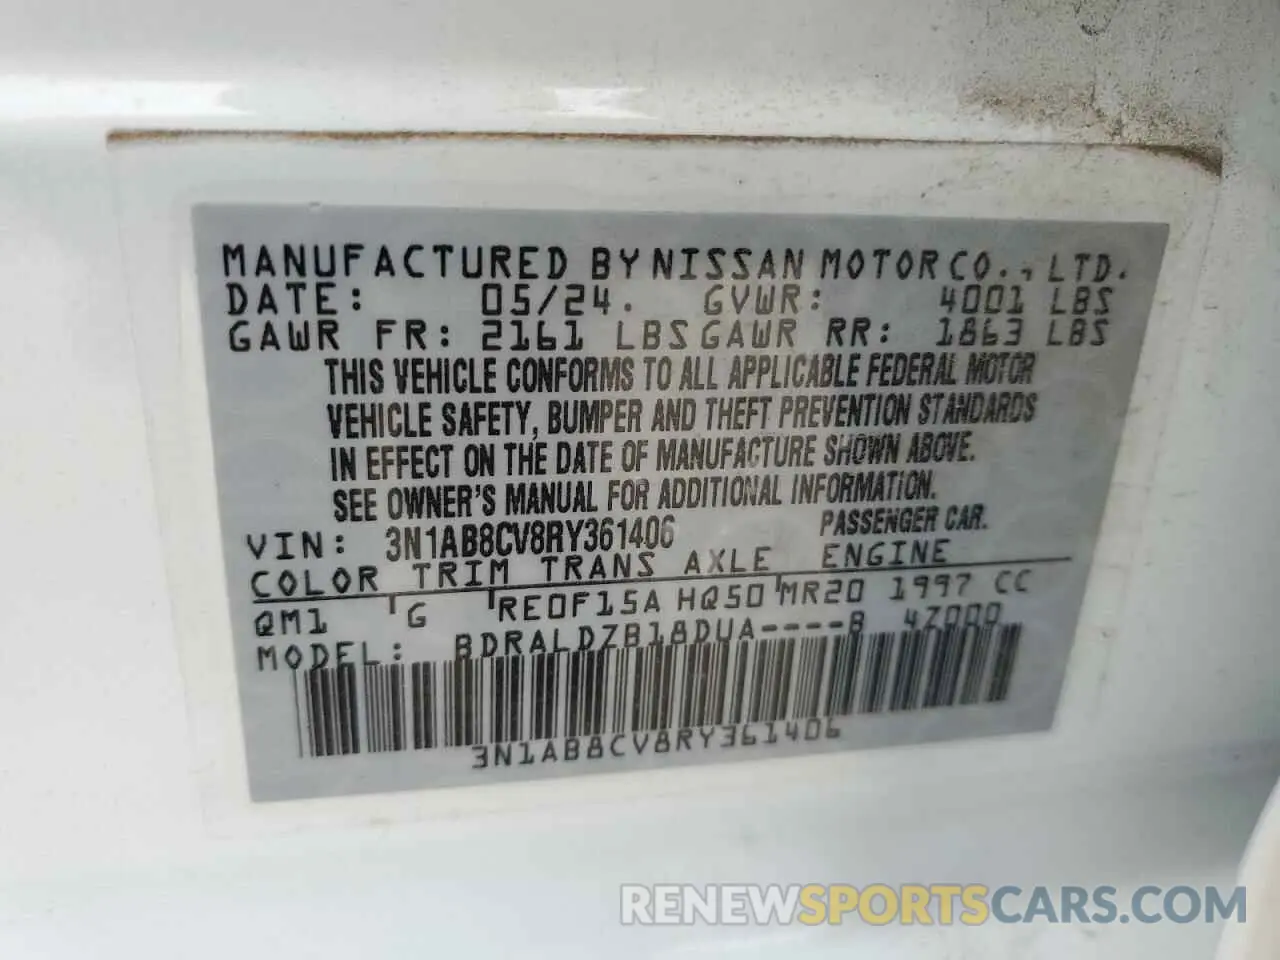 MANUFACTURED BY NISSAN MOTOR CO., LTD.
DATE: 05/24. GVWR: 4001 LBS
GAWR FR: 2161 LBS GAWR RR: 1863 LBS
THIS VEHICLE CONFORMS TO ALL APPLICABLE FEDERAL MOTOR
VEHICLE SAFETY, BUMPER AND THEFT PREVENTION STANDARDS
IN EFFECT ON THE DATE OF MANUFACTURE SHOWN ABOVE.
SEE OWNER'S MANUAL FOR ADDITIONAL INFORMATION.
VIN: 3N1AB8CV8RY361406 PASSENGER CAR.
COLOR TRIM TRANS AXLE ENGINE
QM1 G RE0F15A HQ50 MR20 1997 CC
MODEL: BDRALDZB18DUA----B 4Z000
3N1AB8CV8RY361406
RENEWSPORTSCARS.COM